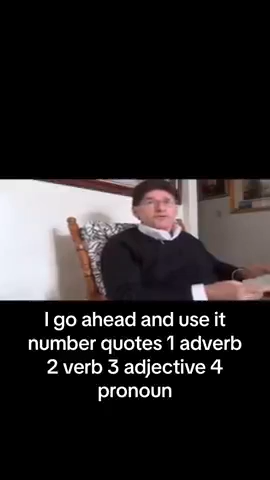 I go ahead and use it
number quotes 1 adverb
2 verb 3 adjective 4
pronoun